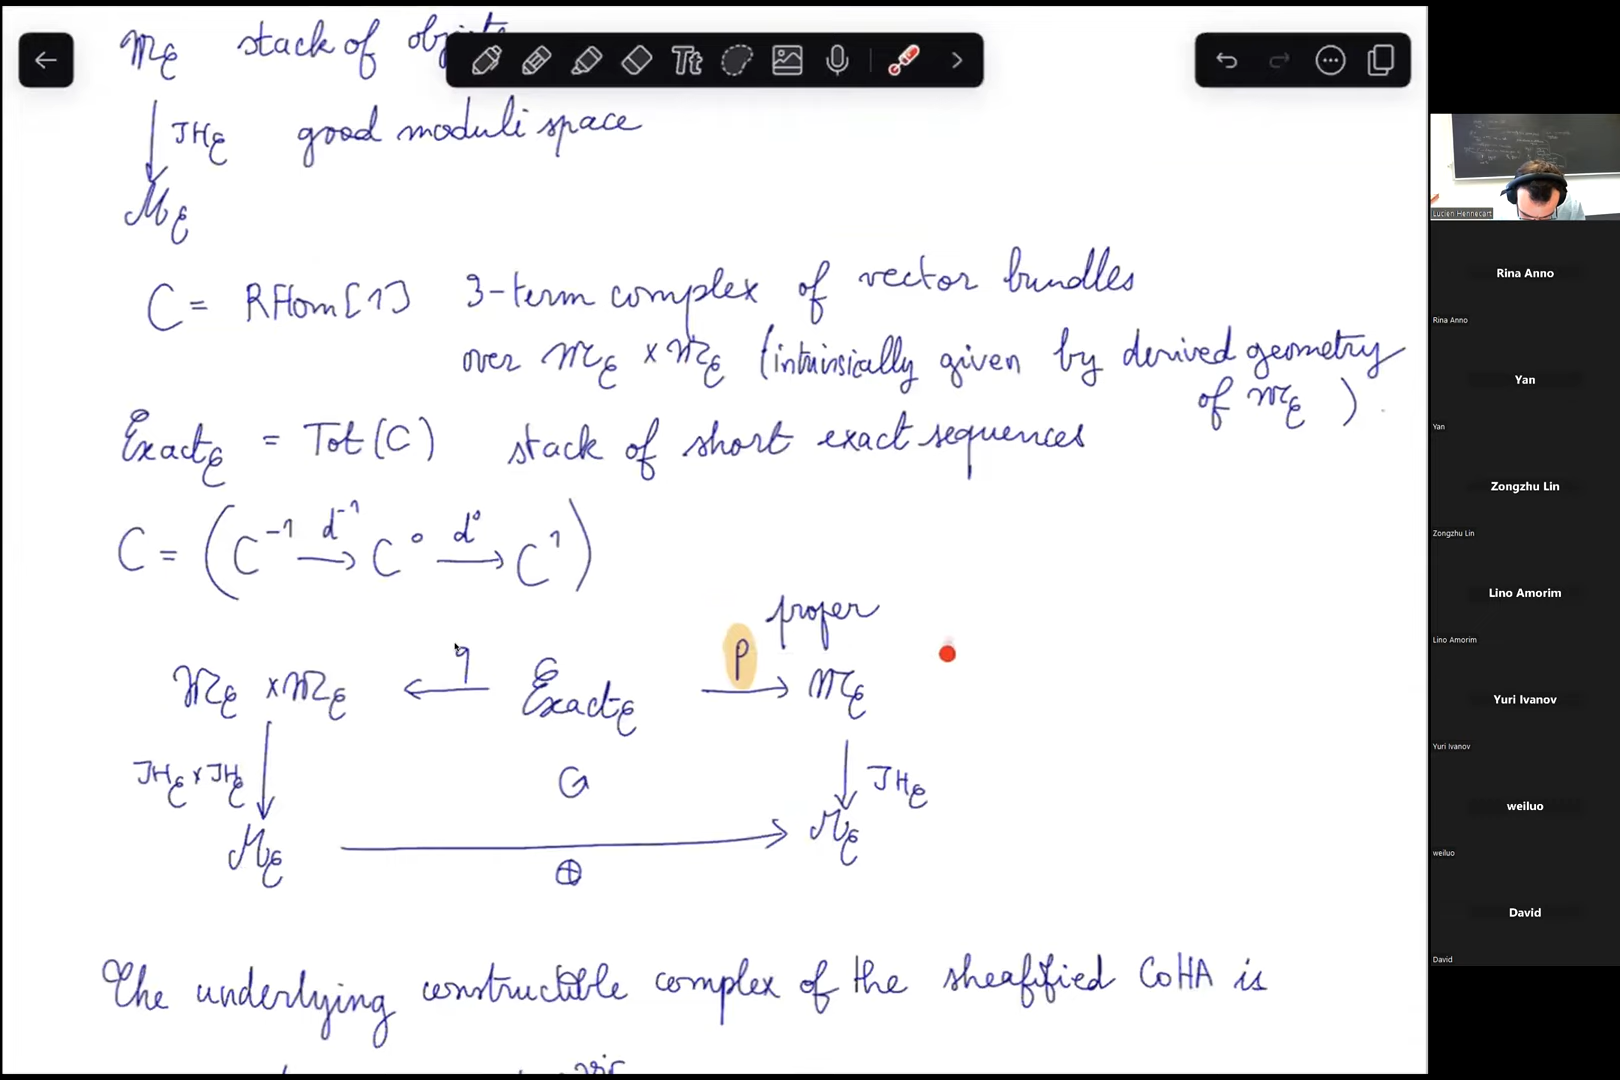 𝔐_ℰ stack of objects
Tt
↓ JH_ℰ good moduli space
ℳ_ℰ
C = RHom[1] 3-term complex of vector bundles
over 𝔐_ℰ × 𝔐_ℰ (intrinsically given by derived geometry
of 𝔐_ℰ).
Exact_ℰ = Tot(C) stack of short exact sequences
C = (C^{-1} →^{d^{-1}} C^0 →^{d^0} C^1)
proper
𝔐_ℰ × 𝔐_ℰ ←^q Exact_ℰ →^p 𝔐_ℰ
JH_ℰ × JH_ℰ ↓ ↓ JH_ℰ
ℳ_ℰ → ℳ_ℰ
⊕
The underlying constructible complex of the sheafified CoHA is
vir
Lucien Hennecart
Rina Anno
Rina Anno
Yan
Yan
Zongzhu Lin
Zongzhu Lin
Lino Amorim
Lino Amorim
Yuri Ivanov
Yuri Ivanov
weiluo
weiluo
David
David